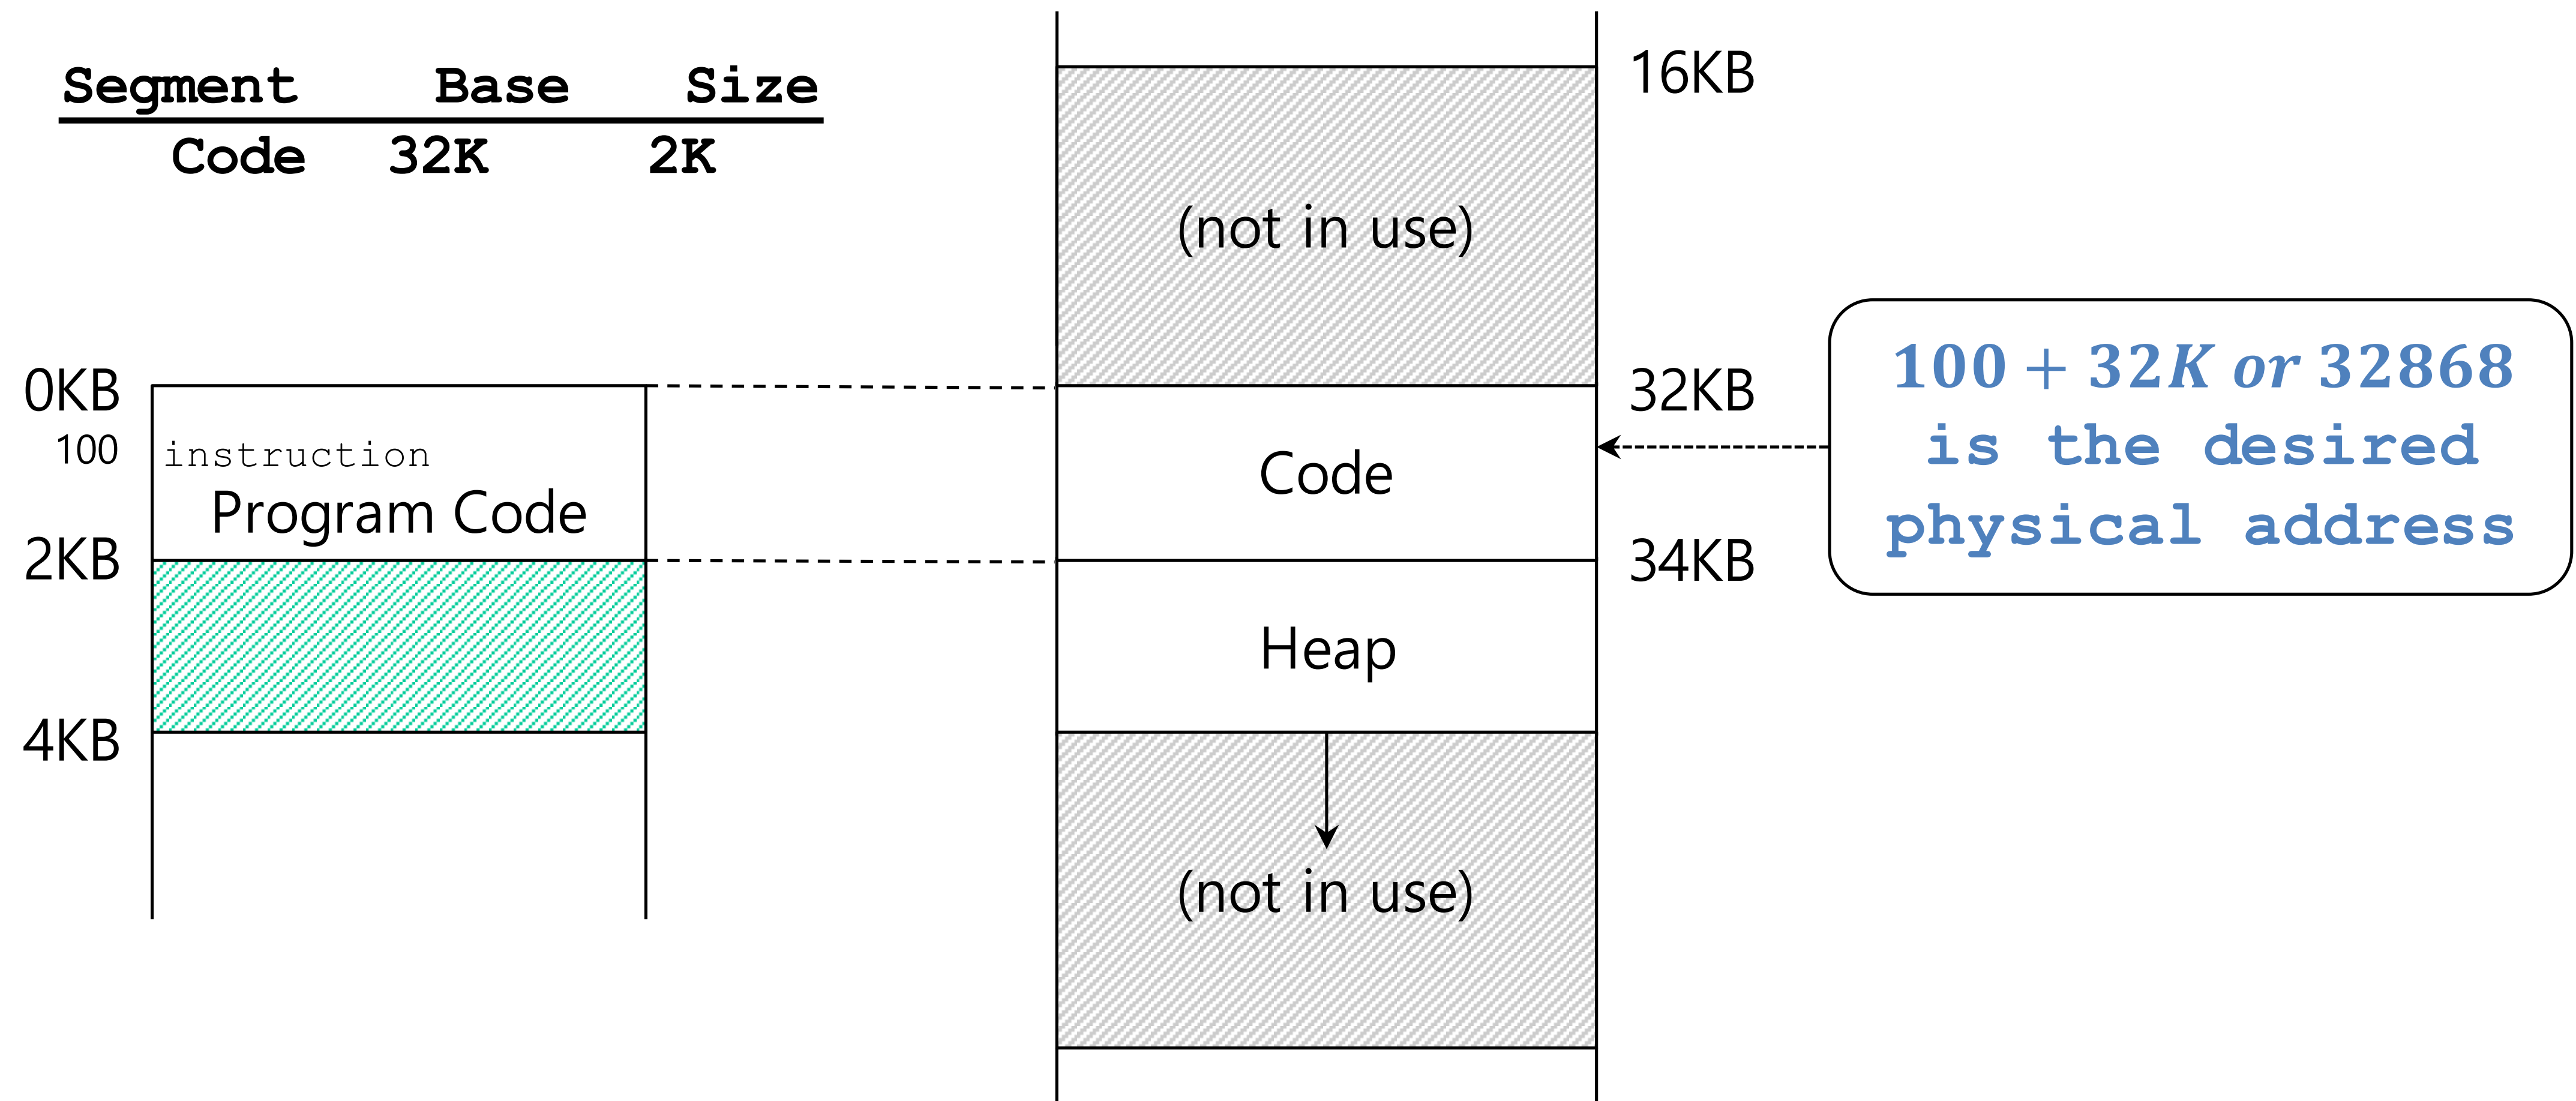 Segment Base Size
Code 32K 2K
0KB
100 instruction
Program Code
2KB
4KB
16KB
(not in use)
32KB
Code
34KB
Heap
(not in use)
100 + 32K or 32868
is the desired
physical address